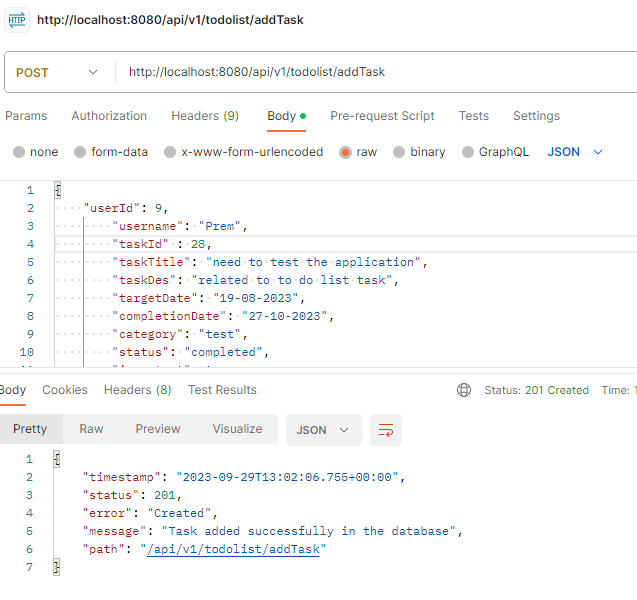 HTTP http://localhost:8080/api/v1/todolist/addTask
POST http://localhost:8080/api/v1/todolist/addTask
Params Authorization Headers (9) Body Pre-request Script Tests Settings
none form-data x-www-form-urlencoded raw binary GraphQL JSON
1 {
2 "userId": 9,
3 "username": "Prem",
4 "taskId" : 28,
5 "taskTitle": "need to test the application",
6 "taskDes": "related to to do list task",
7 "targetDate": "19-08-2023",
8 "completionDate": "27-10-2023",
9 "category": "test",
10 "status": "completed",
Body Cookies Headers (8) Test Results Status: 201 Created Time: 1
Pretty Raw Preview Visualize JSON
1 {
2 "timestamp": "2023-09-29T13:02:06.755+00:00",
3 "status": 201,
4 "error": "Created",
5 "message": "Task added successfully in the database",
6 "path": "/api/v1/todolist/addTask"
7 }